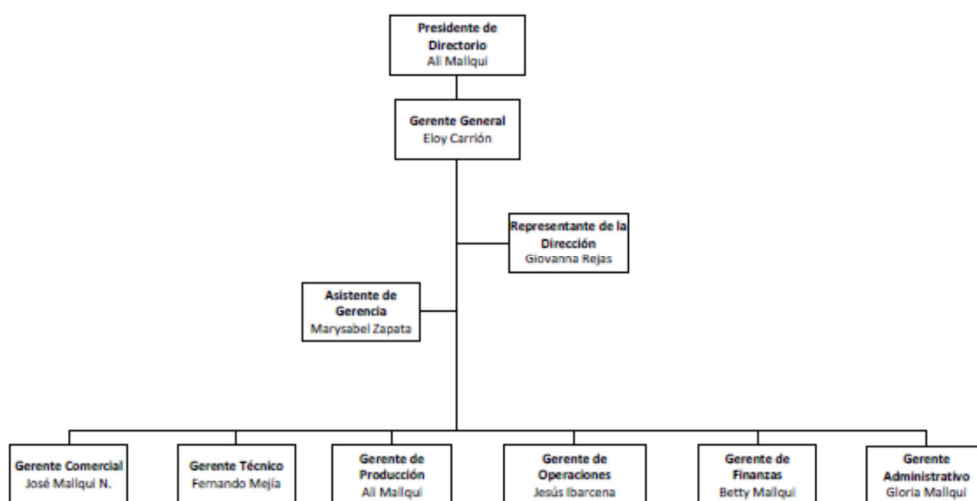 Presidente de
Directorio
Ali Mallqui
Gerente General
Eloy Carrión
Representante de la
Dirección
Giovanna Rejas
Asistente de
Gerencia
Marysabel Zapata
Gerente Comercial
José Mallqui N.
Gerente Técnico
Fernando Mejía
Gerente de
Producción
Ali Mallqui
Gerente de
Operaciones
Jesús Ibarcena
Gerente de
Finanzas
Betty Mallqui
Gerente
Administrativo
Gloria Mallqui